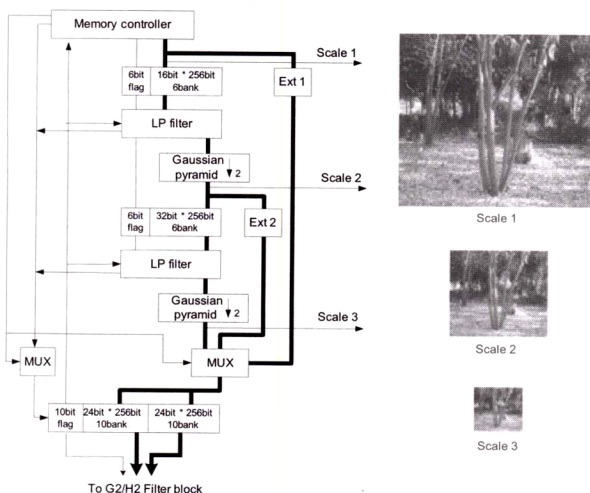 Memory controller
Scale 1
6bit flag
16bit * 256bit 6bank
Ext 1
LP filter
Gaussian pyramid
2
Scale 2
6bit flag
32bit * 256bit 6bank
Ext 2
LP filter
Gaussian pyramid
2
Scale 3
MUX
MUX
10bit flag
24bit * 256bit 10bank
24bit * 256bit 10bank
To G2/H2 Filter block
Scale 1
Scale 2
Scale 3